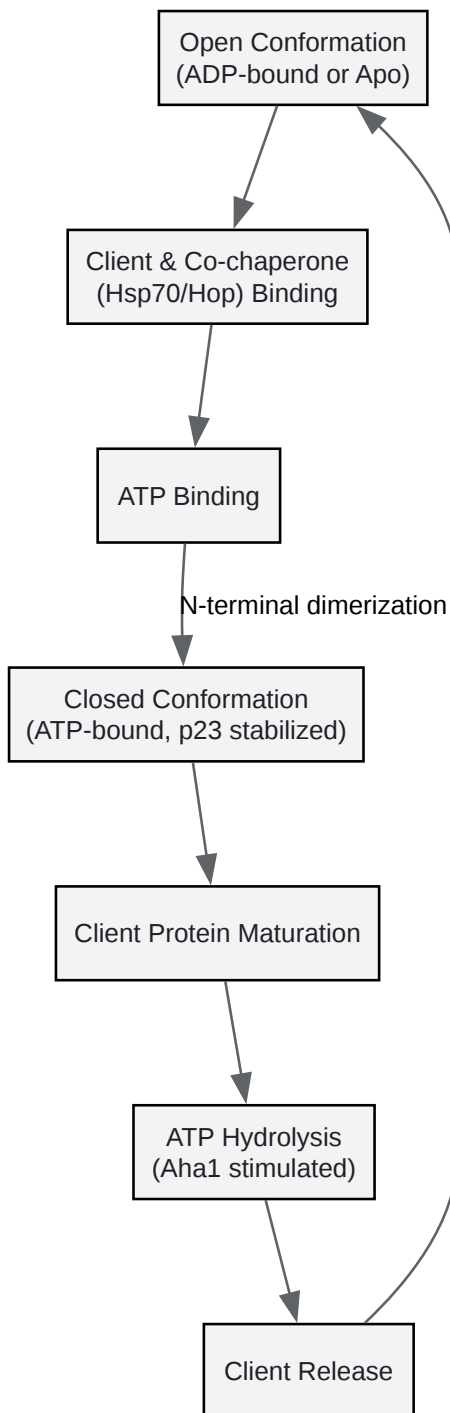 Open Conformation
(ADP-bound or Apo)
Client & Co-chaperone
(Hsp70/Hop) Binding
ATP Binding
N-terminal dimerization
Closed Conformation
(ATP-bound, p23 stabilized)
Client Protein Maturation
ATP Hydrolysis
(Aha1 stimulated)
Client Release